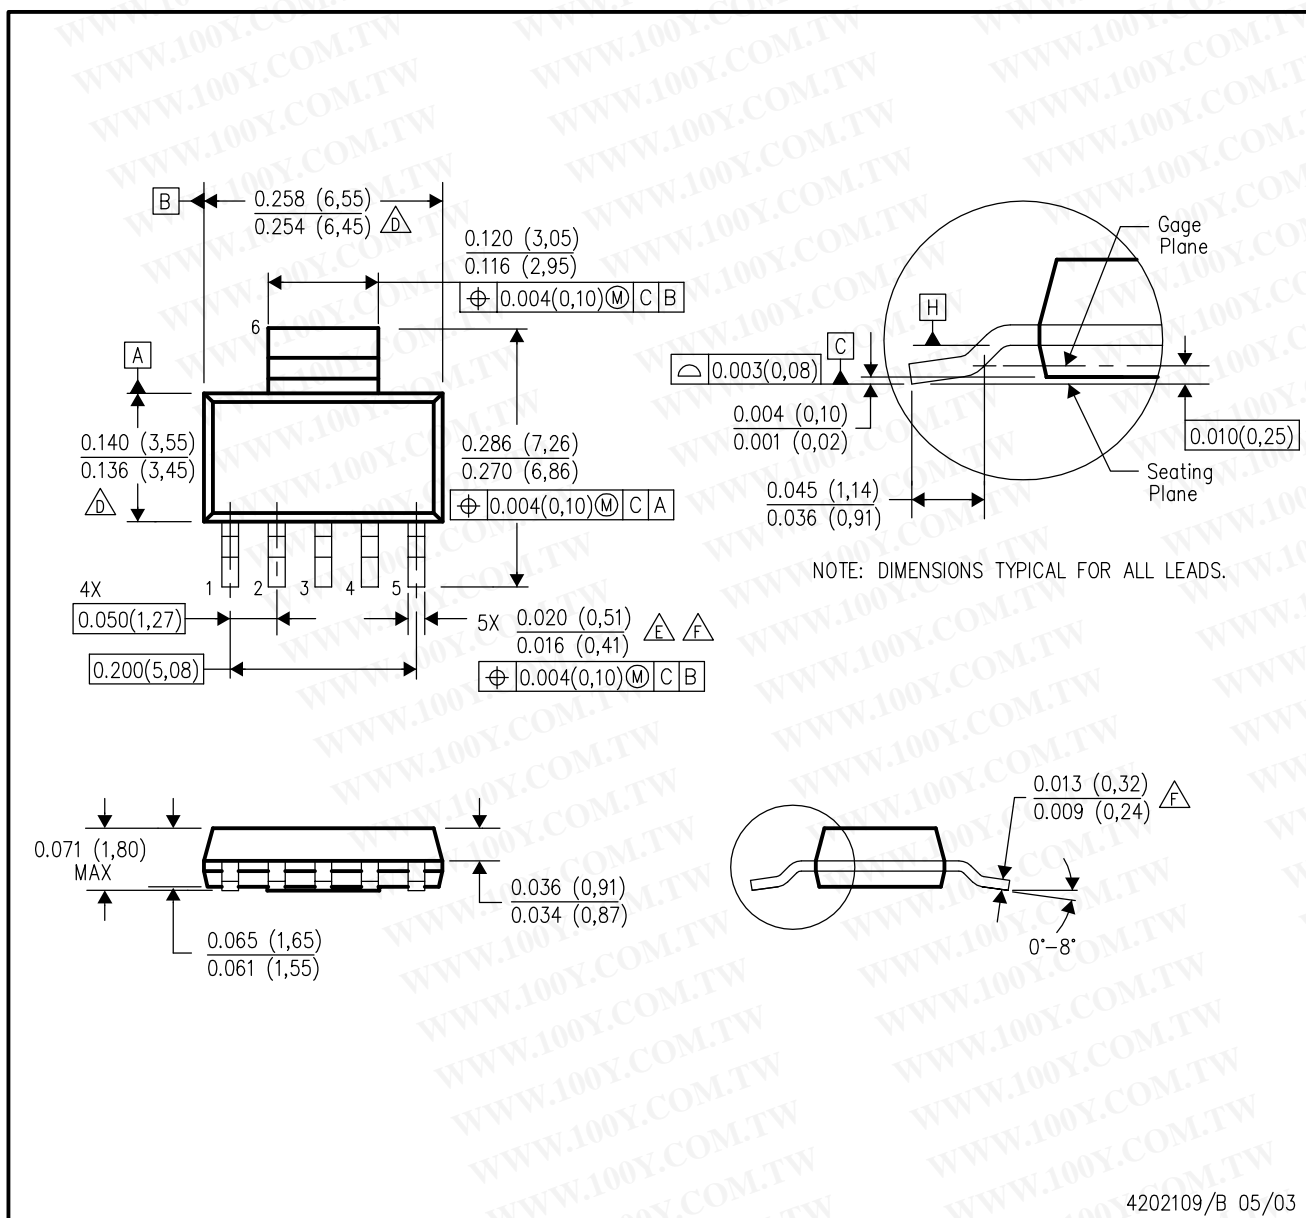 B
0.258 (6,55)
0.254 (6,45) D
0.120 (3,05)
0.116 (2,95)
0.004(0,10) M C B
6
A
0.140 (3,55)
0.136 (3,45)
D
0.286 (7,26)
0.270 (6,86)
0.004(0,10) M C A
1 2 3 4 5
4X
0.050(1,27)
5X 0.020 (0,51)
0.016 (0,41) E F
0.200(5,08)
0.004(0,10) M C B
Gage
Plane
H
C
0.003(0,08)
0.004 (0,10)
0.001 (0,02)
0.010(0,25)
0.045 (1,14)
0.036 (0,91)
Seating
Plane
NOTE: DIMENSIONS TYPICAL FOR ALL LEADS.
0.071 (1,80)
MAX
0.036 (0,91)
0.034 (0,87)
0.065 (1,65)
0.061 (1,55)
0.013 (0,32)
0.009 (0,24) F
0°–8°
4202109/B 05/03
WWW.100Y.COM.TW